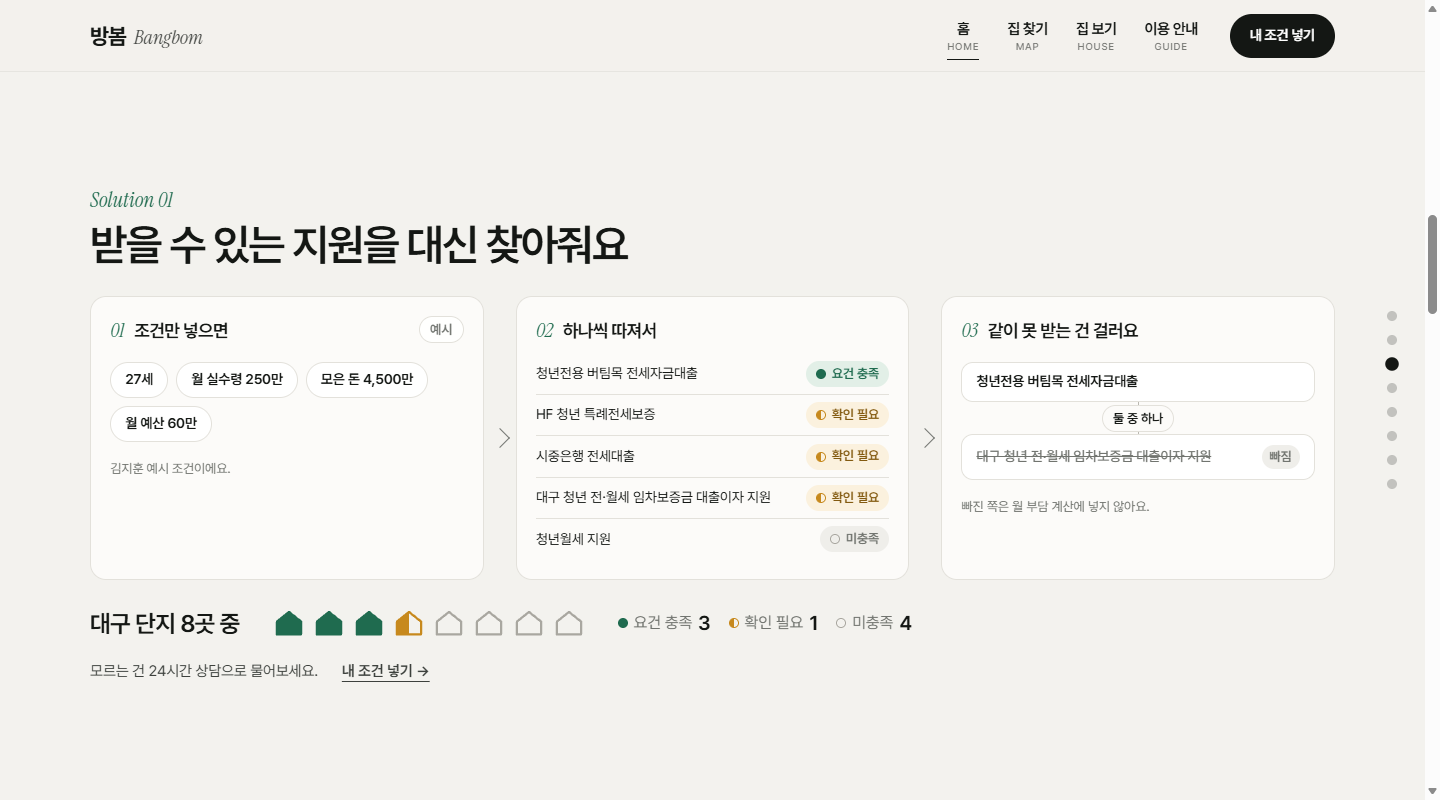 방봄 Bangbom
홈
HOME
집 찾기
MAP
집 보기
HOUSE
이용 안내
GUIDE
내 조건 넣기
Solution 01
받을 수 있는 지원을 대신 찾아줘요
01 조건만 넣으면
예시
27세
월 실수령 250만
모은 돈 4,500만
월 예산 60만
김지훈 예시 조건이에요.
02 하나씩 따져서
청년전용 버팀목 전세자금대출 요건 충족
HF 청년 특례전세보증 확인 필요
시중은행 전세대출 확인 필요
대구 청년 전·월세 임차보증금 대출이자 지원 확인 필요
청년월세 지원 미충족
03 같이 못 받는 건 걸러요
청년전용 버팀목 전세자금대출
둘 중 하나
대구 청년 전·월세 임차보증금 대출이자 지원 빠짐
빠진 쪽은 월 부담 계산에 넣지 않아요.
대구 단지 8곳 중
요건 충족 3
확인 필요 1
미충족 4
모르는 건 24시간 상담으로 물어보세요.
내 조건 넣기 →